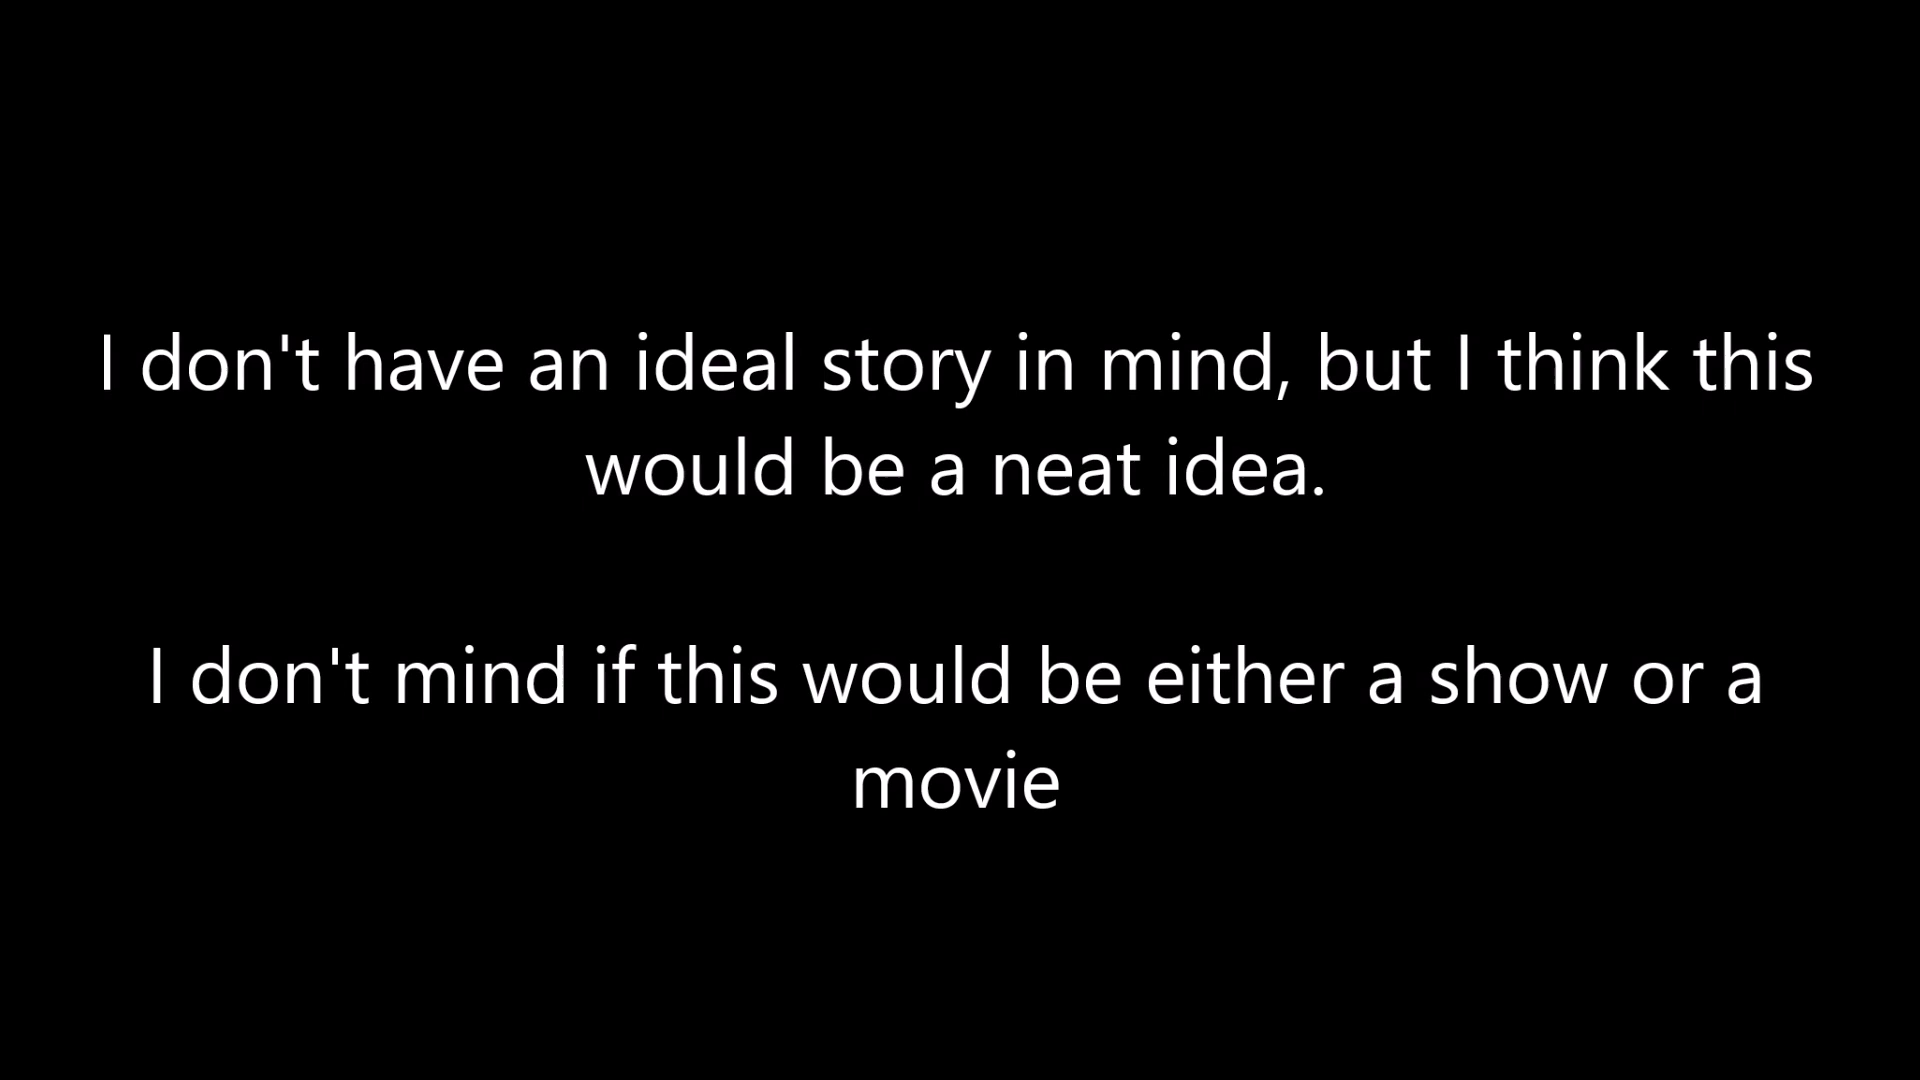 I don't have an ideal story in mind, but I think this
would be a neat idea.
I don't mind if this would be either a show or a
movie